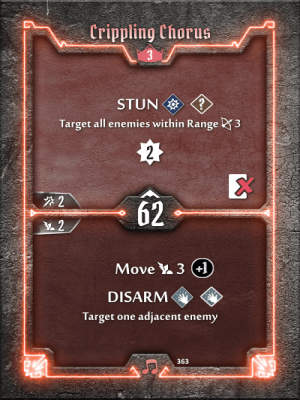 Crippling Chorus
3
STUN ?
Target all enemies within Range 3
2
2
62
2
Move 3 +1
DISARM
Target one adjacent enemy
363